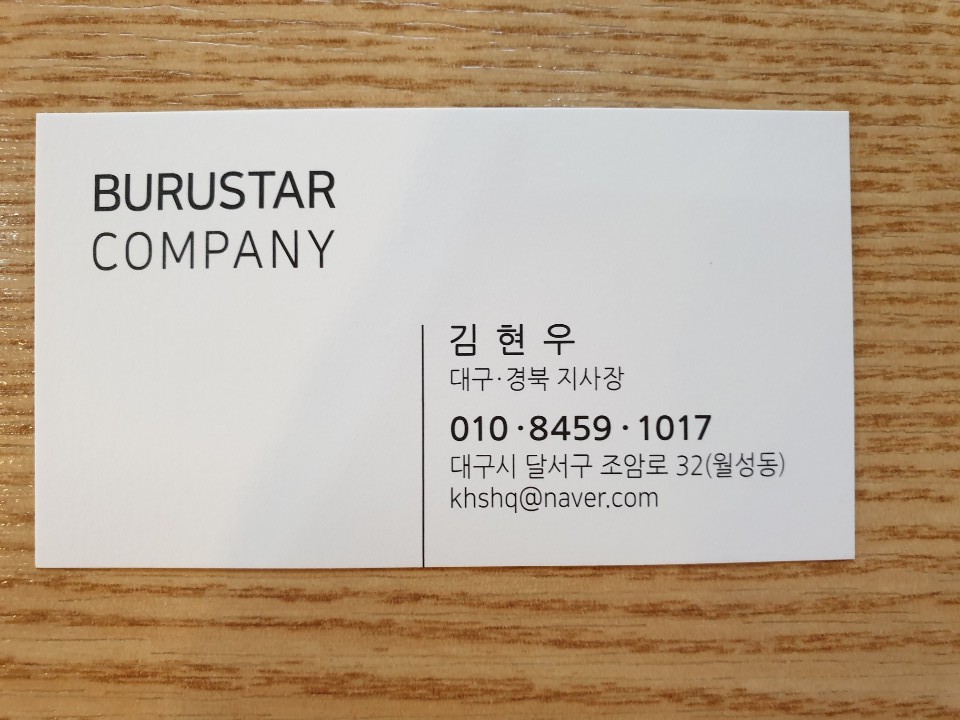 BURUSTAR
COMPANY
김 현 우
대구·경북 지사장
010·8459·1017
대구시 달서구 조암로 32(월성동)
khshq@naver.com